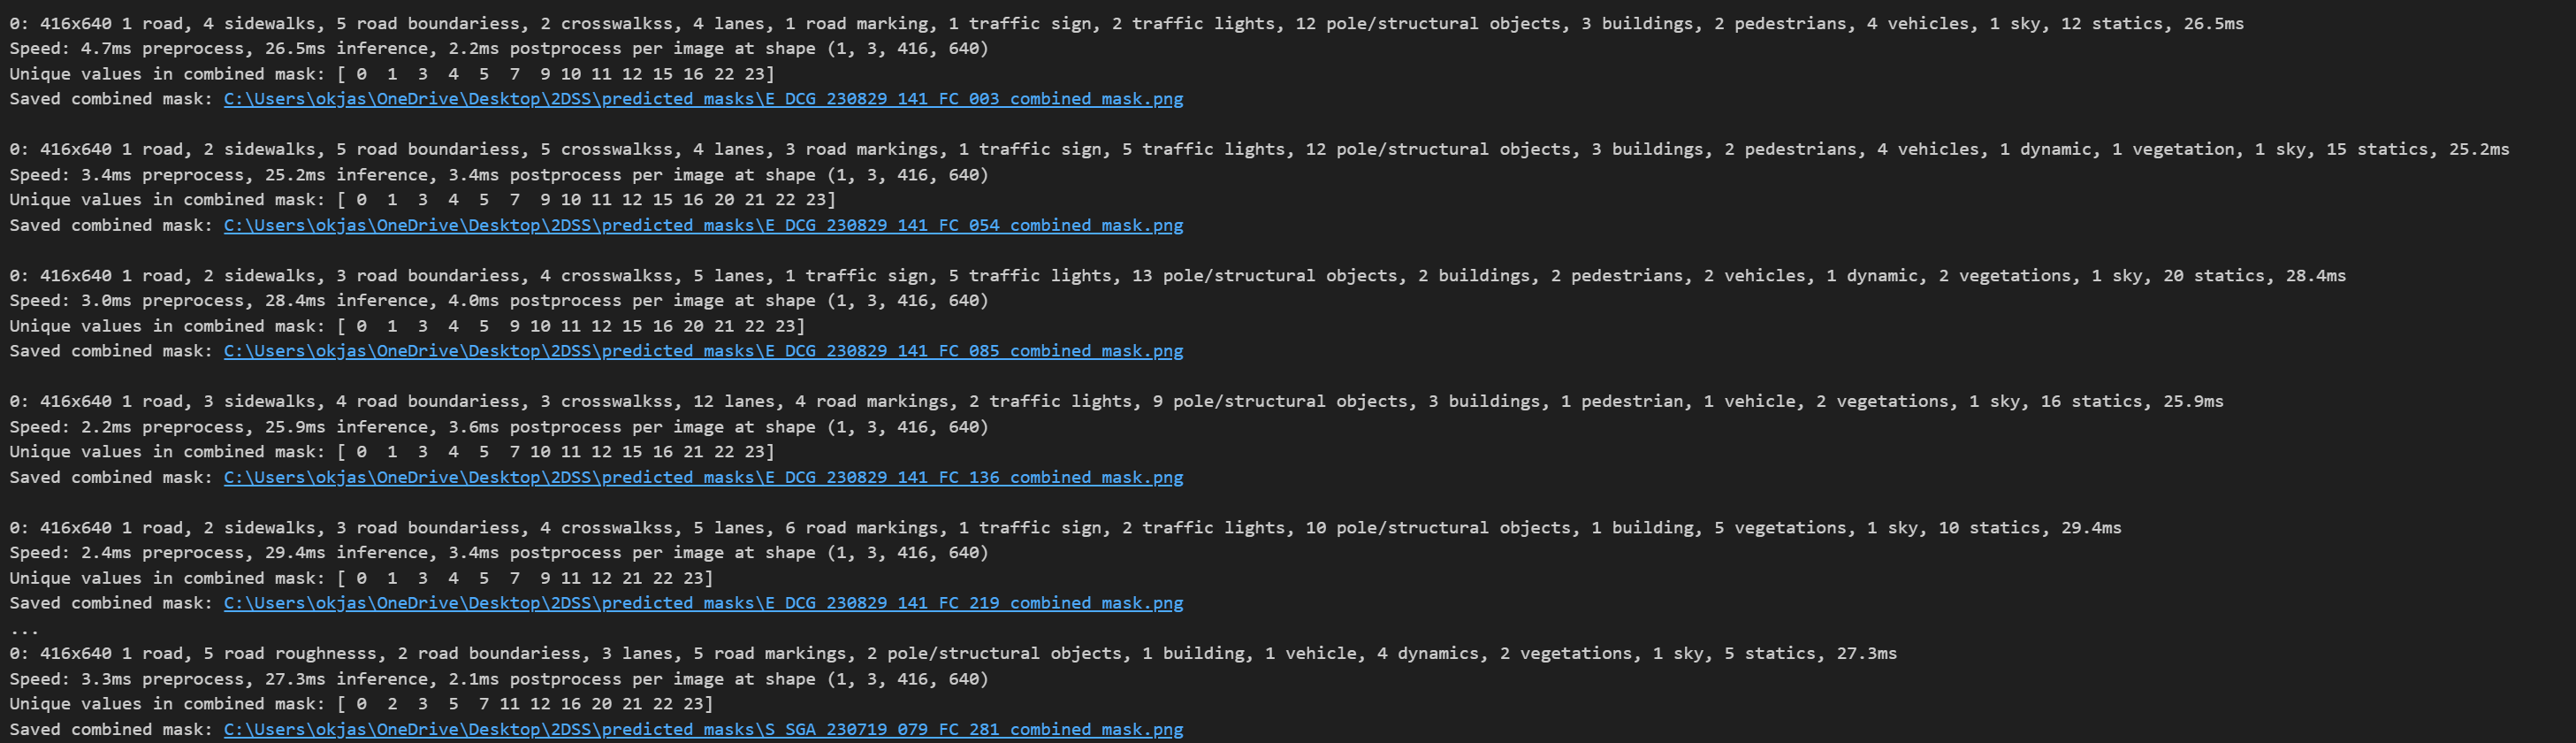 0: 416x640 1 road, 4 sidewalks, 5 road boundariess, 2 crosswalkss, 4 lanes, 1 road marking, 1 traffic sign, 2 traffic lights, 12 pole/structural objects, 3 buildings, 2 pedestrians, 4 vehicles, 1 sky, 12 statics, 26.5ms
Speed: 4.7ms preprocess, 26.5ms inference, 2.2ms postprocess per image at shape (1, 3, 416, 640)
Unique values in combined mask: [ 0  1  3  4  5  7  9 10 11 12 15 16 22 23]
Saved combined mask: C:\Users\okjas\OneDrive\Desktop\2DSS\predicted_masks\E_DCG_230829_141_FC_003_combined_mask.png

0: 416x640 1 road, 2 sidewalks, 5 road boundariess, 5 crosswalkss, 4 lanes, 3 road markings, 1 traffic sign, 5 traffic lights, 12 pole/structural objects, 3 buildings, 2 pedestrians, 4 vehicles, 1 dynamic, 1 vegetation, 1 sky, 15 statics, 25.2ms
Speed: 3.4ms preprocess, 25.2ms inference, 3.4ms postprocess per image at shape (1, 3, 416, 640)
Unique values in combined mask: [ 0  1  3  4  5  7  9 10 11 12 15 16 20 21 22 23]
Saved combined mask: C:\Users\okjas\OneDrive\Desktop\2DSS\predicted_masks\E_DCG_230829_141_FC_054_combined_mask.png

0: 416x640 1 road, 2 sidewalks, 3 road boundariess, 4 crosswalkss, 5 lanes, 1 traffic sign, 5 traffic lights, 13 pole/structural objects, 2 buildings, 2 pedestrians, 2 vehicles, 1 dynamic, 2 vegetations, 1 sky, 20 statics, 28.4ms
Speed: 3.0ms preprocess, 28.4ms inference, 4.0ms postprocess per image at shape (1, 3, 416, 640)
Unique values in combined mask: [ 0  1  3  4  5  9 10 11 12 15 16 20 21 22 23]
Saved combined mask: C:\Users\okjas\OneDrive\Desktop\2DSS\predicted_masks\E_DCG_230829_141_FC_085_combined_mask.png

0: 416x640 1 road, 3 sidewalks, 4 road boundariess, 3 crosswalkss, 12 lanes, 4 road markings, 2 traffic lights, 9 pole/structural objects, 3 buildings, 1 pedestrian, 1 vehicle, 2 vegetations, 1 sky, 16 statics, 25.9ms
Speed: 2.2ms preprocess, 25.9ms inference, 3.6ms postprocess per image at shape (1, 3, 416, 640)
Unique values in combined mask: [ 0  1  3  4  5  7 10 11 12 15 16 21 22 23]
Saved combined mask: C:\Users\okjas\OneDrive\Desktop\2DSS\predicted_masks\E_DCG_230829_141_FC_136_combined_mask.png

0: 416x640 1 road, 2 sidewalks, 3 road boundariess, 4 crosswalkss, 5 lanes, 6 road markings, 1 traffic sign, 2 traffic lights, 10 pole/structural objects, 1 building, 5 vegetations, 1 sky, 10 statics, 29.4ms
Speed: 2.4ms preprocess, 29.4ms inference, 3.4ms postprocess per image at shape (1, 3, 416, 640)
Unique values in combined mask: [ 0  1  3  4  5  7  9 11 12 21 22 23]
Saved combined mask: C:\Users\okjas\OneDrive\Desktop\2DSS\predicted_masks\E_DCG_230829_141_FC_219_combined_mask.png
...
0: 416x640 1 road, 5 road roughnesss, 2 road boundariess, 3 lanes, 5 road markings, 2 pole/structural objects, 1 building, 1 vehicle, 4 dynamics, 2 vegetations, 1 sky, 5 statics, 27.3ms
Speed: 3.3ms preprocess, 27.3ms inference, 2.1ms postprocess per image at shape (1, 3, 416, 640)
Unique values in combined mask: [ 0  2  3  5  7 11 12 16 20 21 22 23]
Saved combined mask: C:\Users\okjas\OneDrive\Desktop\2DSS\predicted_masks\S_SGA_230719_079_FC_281_combined_mask.png